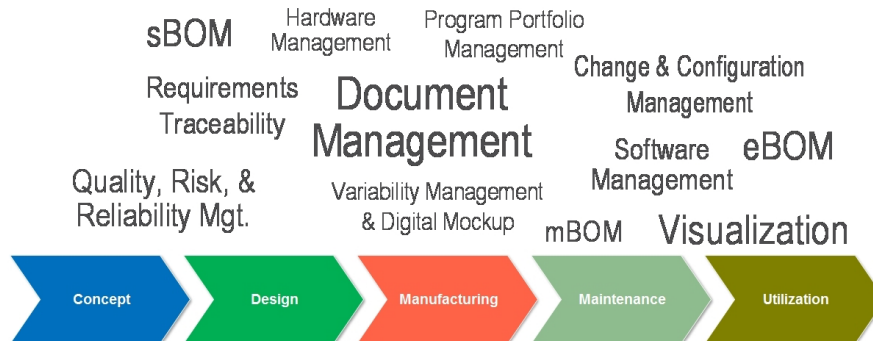 sBOM
Hardware
Management
Program Portfolio
Management
Change & Configuration
Management
Requirements
Traceability
Document
Management
Software
Management
eBOM
Quality, Risk, &
Reliability Mgt.
Variability Management
& Digital Mockup
mBOM
Visualization
Concept
Design
Manufacturing
Maintenance
Utilization